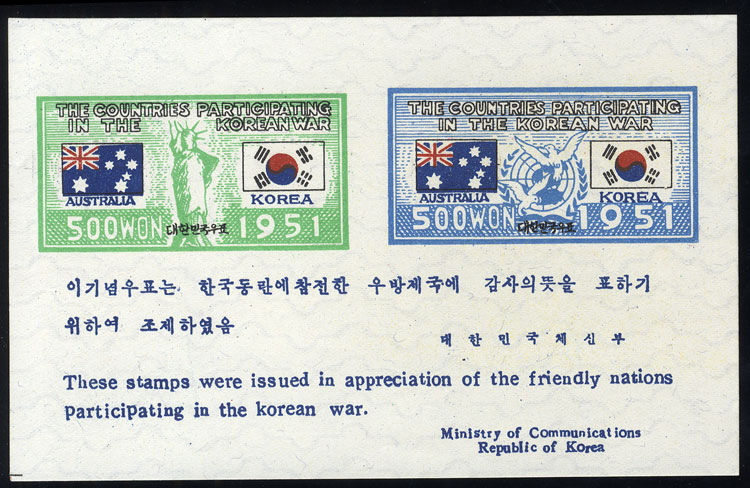 THE COUNTRIES PARTICIPATING
IN THE KOREAN WAR
AUSTRALIA
KOREA
500WON
대한민국우표
1951
THE COUNTRIES PARTICIPATING
IN THE KOREAN WAR
AUSTRALIA
KOREA
500WON
대한민국우표
1951
이기념우표는 한국동란에참전한 우방제국에 감사의뜻을 표하기
위하여 조제하였음
대한민국체신부
These stamps were issued in appreciation of the friendly nations
participating in the korean war.
Ministry of Communications
Republic of Korea